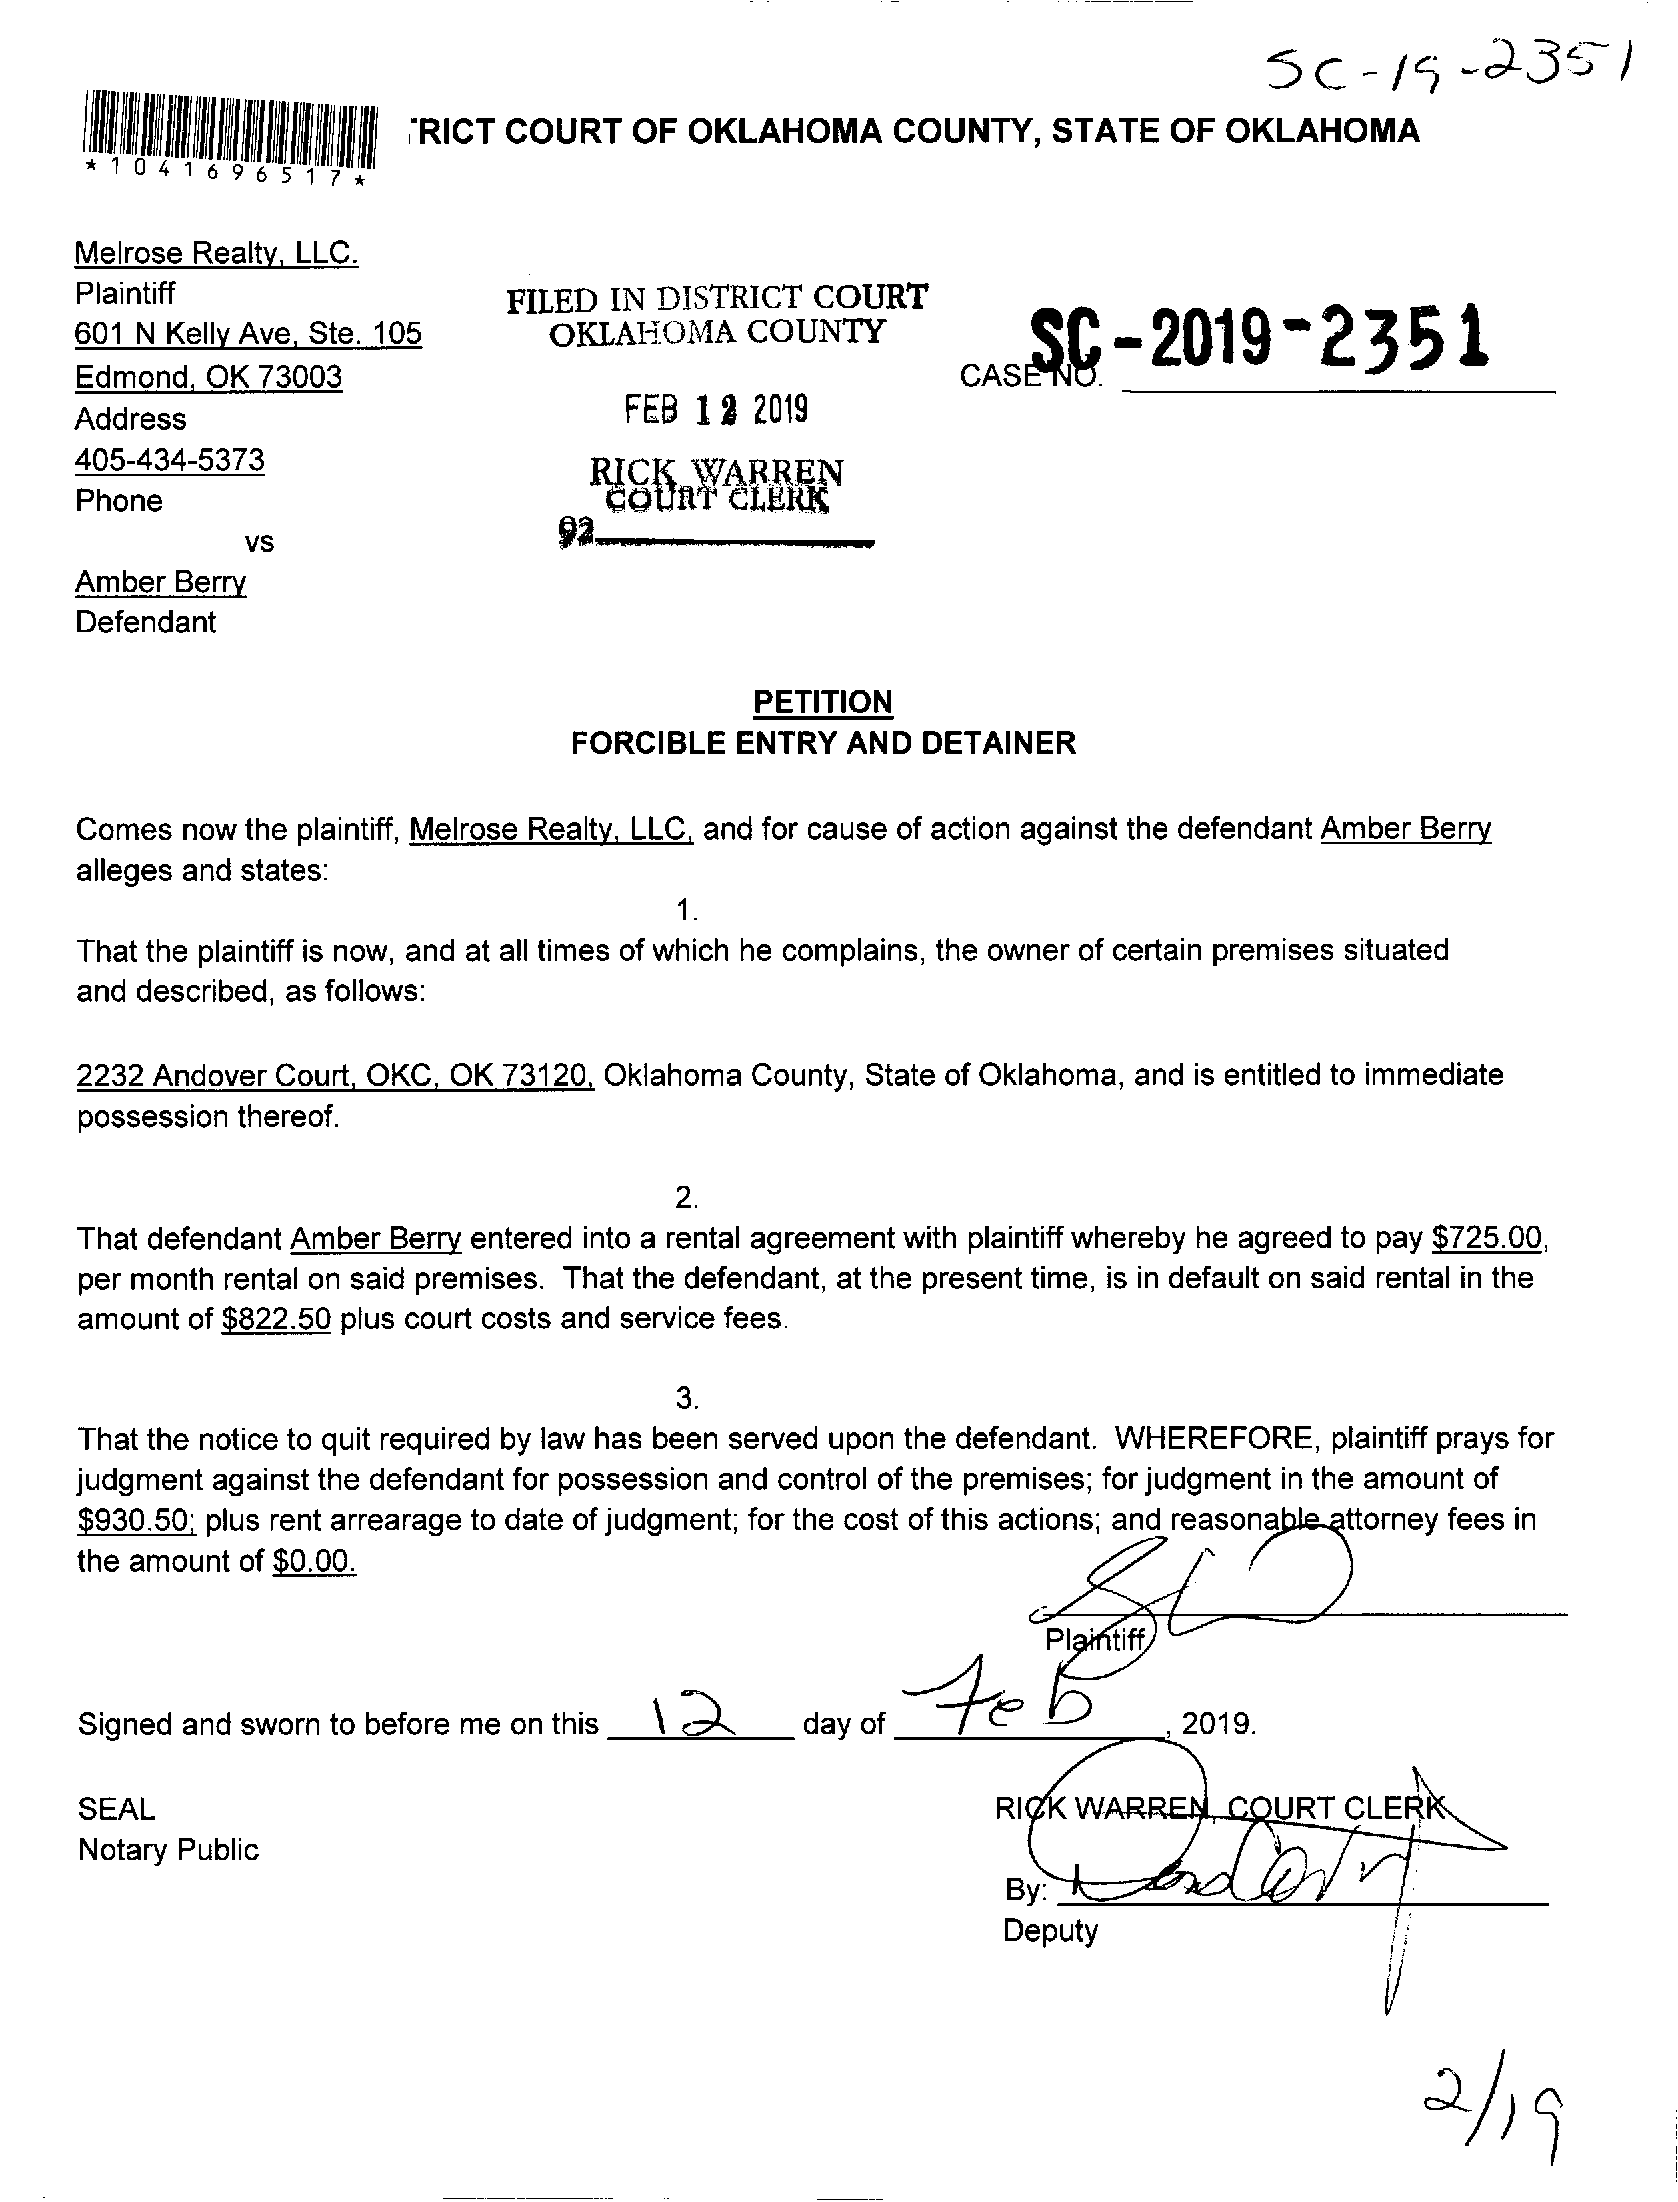 SC-19-2351
*1041696517*
TRICT COURT OF OKLAHOMA COUNTY, STATE OF OKLAHOMA
Melrose Realty, LLC.
Plaintiff
601 N Kelly Ave, Ste. 105
Edmond, OK 73003
Address
405-434-5373
Phone
vs
Amber Berry
Defendant
FILED IN DISTRICT COURT
OKLAHOMA COUNTY
FEB 12 2019
RICK WARREN
COURT CLERK
92
SC-2019-2351
CASE NO.
PETITION
FORCIBLE ENTRY AND DETAINER
Comes now the plaintiff, Melrose Realty, LLC, and for cause of action against the defendant Amber Berry
alleges and states:
1.
That the plaintiff is now, and at all times of which he complains, the owner of certain premises situated
and described, as follows:
2232 Andover Court, OKC, OK 73120, Oklahoma County, State of Oklahoma, and is entitled to immediate
possession thereof.
2.
That defendant Amber Berry entered into a rental agreement with plaintiff whereby he agreed to pay $725.00,
per month rental on said premises. That the defendant, at the present time, is in default on said rental in the
amount of $822.50 plus court costs and service fees.
3.
That the notice to quit required by law has been served upon the defendant. WHEREFORE, plaintiff prays for
judgment against the defendant for possession and control of the premises; for judgment in the amount of
$930.50; plus rent arrearage to date of judgment; for the cost of this actions; and reasonable attorney fees in
the amount of $0.00.
Plaintiff
Signed and sworn to before me on this 12 day of Feb, 2019.
SEAL
Notary Public
RICK WARREN, COURT CLERK
By:
Deputy
2/19